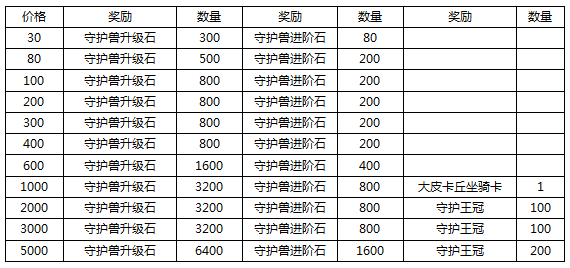 价格 奖励 数量 奖励 数量 奖励 数量
30 守护兽升级石 300 守护兽进阶石 80
80 守护兽升级石 500 守护兽进阶石 200
100 守护兽升级石 800 守护兽进阶石 200
200 守护兽升级石 800 守护兽进阶石 200
300 守护兽升级石 800 守护兽进阶石 200
400 守护兽升级石 800 守护兽进阶石 200
600 守护兽升级石 1600 守护兽进阶石 400
1000 守护兽升级石 3200 守护兽进阶石 800 大皮卡丘坐骑卡 1
2000 守护兽升级石 3200 守护兽进阶石 800 守护王冠 100
3000 守护兽升级石 3200 守护兽进阶石 800 守护王冠 100
5000 守护兽升级石 6400 守护兽进阶石 1600 守护王冠 200